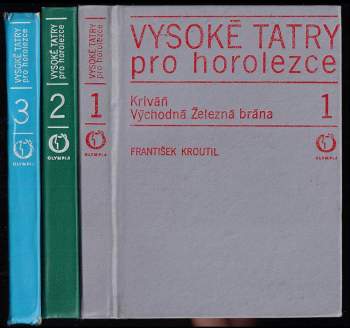 VYSOKÉ TATRY
pro horolezce
3
OLYMPIA
VYSOKÉ TATRY
pro horolezce
2
OLYMPIA
VYSOKÉ TATRY
pro horolezce
1
OLYMPIA
VYSOKÉ TATRY
pro horolezce
Kriváň
Východná Železná brána 1
FRANTIŠEK KROUTIL
OLYMPIA